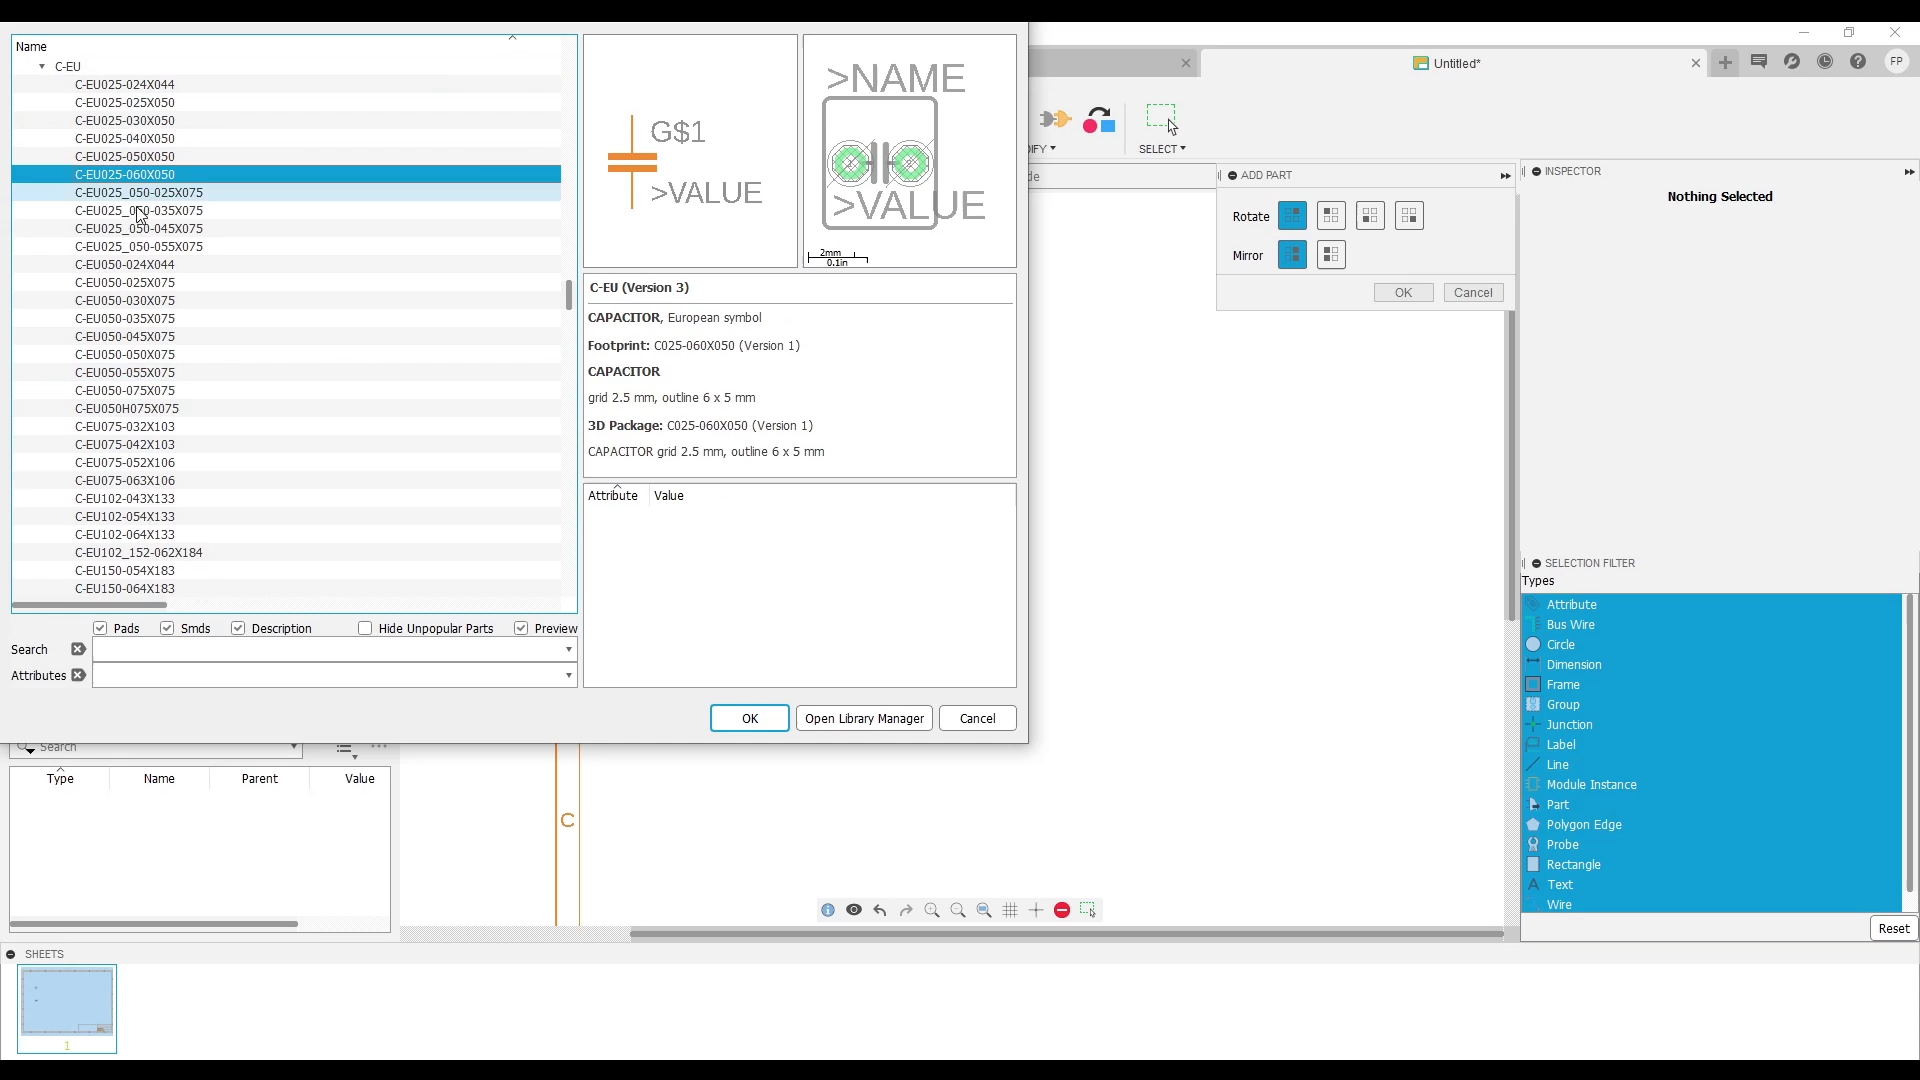 Name
C-EU
C-EU025-024X044
C-EU025-025X050
C-EU025-030X050
C-EU025-040X050
C-EU025-050X050
C-EU025-060X050
C-EU025_050-025X075
C-EU025_050-035X075
C-EU025_050-045X075
C-EU025_050-055X075
C-EU050-024X044
C-EU050-025X075
C-EU050-030X075
C-EU050-035X075
C-EU050-045X075
C-EU050-050X075
C-EU050-055X075
C-EU050-075X075
C-EU050H075X075
C-EU075-032X103
C-EU075-042X103
C-EU075-052X106
C-EU075-063X106
C-EU102-043X133
C-EU102-054X133
C-EU102-064X133
C-EU102_152-062X184
C-EU150-054X183
C-EU150-064X183
Pads Smds Description Hide Unpopular Parts Preview
Search
Attributes
G$1
>VALUE
>NAME
>VALUE
2mm
0.1in
C-EU (Version 3)
CAPACITOR, European symbol
Footprint: C025-060X050 (Version 1)
CAPACITOR
grid 2.5 mm, outline 6 x 5 mm
3D Package: C025-060X050 (Version 1)
CAPACITOR grid 2.5 mm, outline 6 x 5 mm
Attribute Value
OK Open Library Manager Cancel
Untitled*
FP
IFY SELECT
de
ADD PART
Rotate
Mirror
OK Cancel
INSPECTOR
Nothing Selected
SELECTION FILTER
Types
Attribute
Bus Wire
Circle
Dimension
Frame
Group
Junction
Label
Line
Module Instance
Part
Polygon Edge
Probe
Rectangle
Text
Wire
Reset
Search
Type Name Parent Value
C
SHEETS
1